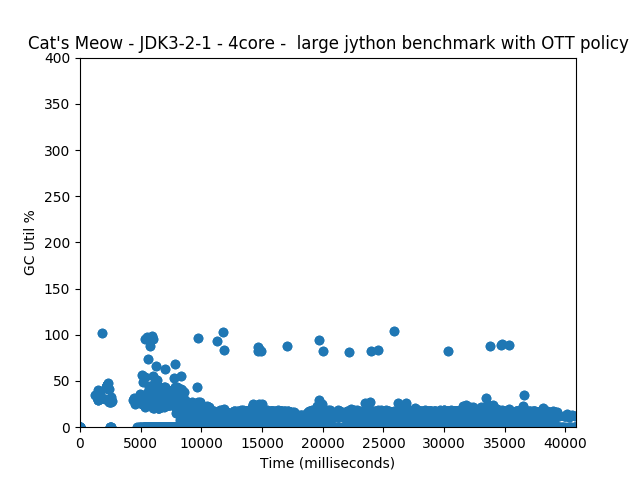 Cat's Meow - JDK3-2-1 - 4core -  large jython benchmark with OTT policy
400
350
300
250
200
150
100
50
0
GC Util %
0 5000 10000 15000 20000 25000 30000 35000 40000
Time (milliseconds)